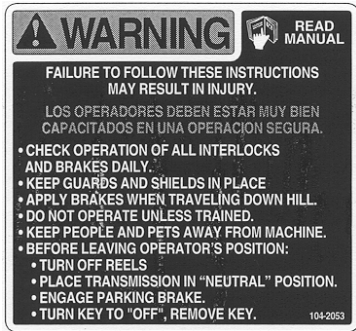 WARNING
READ
MANUAL
FAILURE TO FOLLOW THESE INSTRUCTIONS
MAY RESULT IN INJURY.
LOS OPERADORES DEBEN ESTAR MUY BIEN
CAPACITADOS EN UNA OPERACION SEGURA.
• CHECK OPERATION OF ALL INTERLOCKS
AND BRAKES DAILY.
• KEEP GUARDS AND SHIELDS IN PLACE
• APPLY BRAKES WHEN TRAVELING DOWN HILL.
• DO NOT OPERATE UNLESS TRAINED.
• KEEP PEOPLE AND PETS AWAY FROM MACHINE.
• BEFORE LEAVING OPERATOR'S POSITION:
• TURN OFF REELS
• PLACE TRANSMISSION IN "NEUTRAL" POSITION.
• ENGAGE PARKING BRAKE.
• TURN KEY TO "OFF", REMOVE KEY.
104-2053